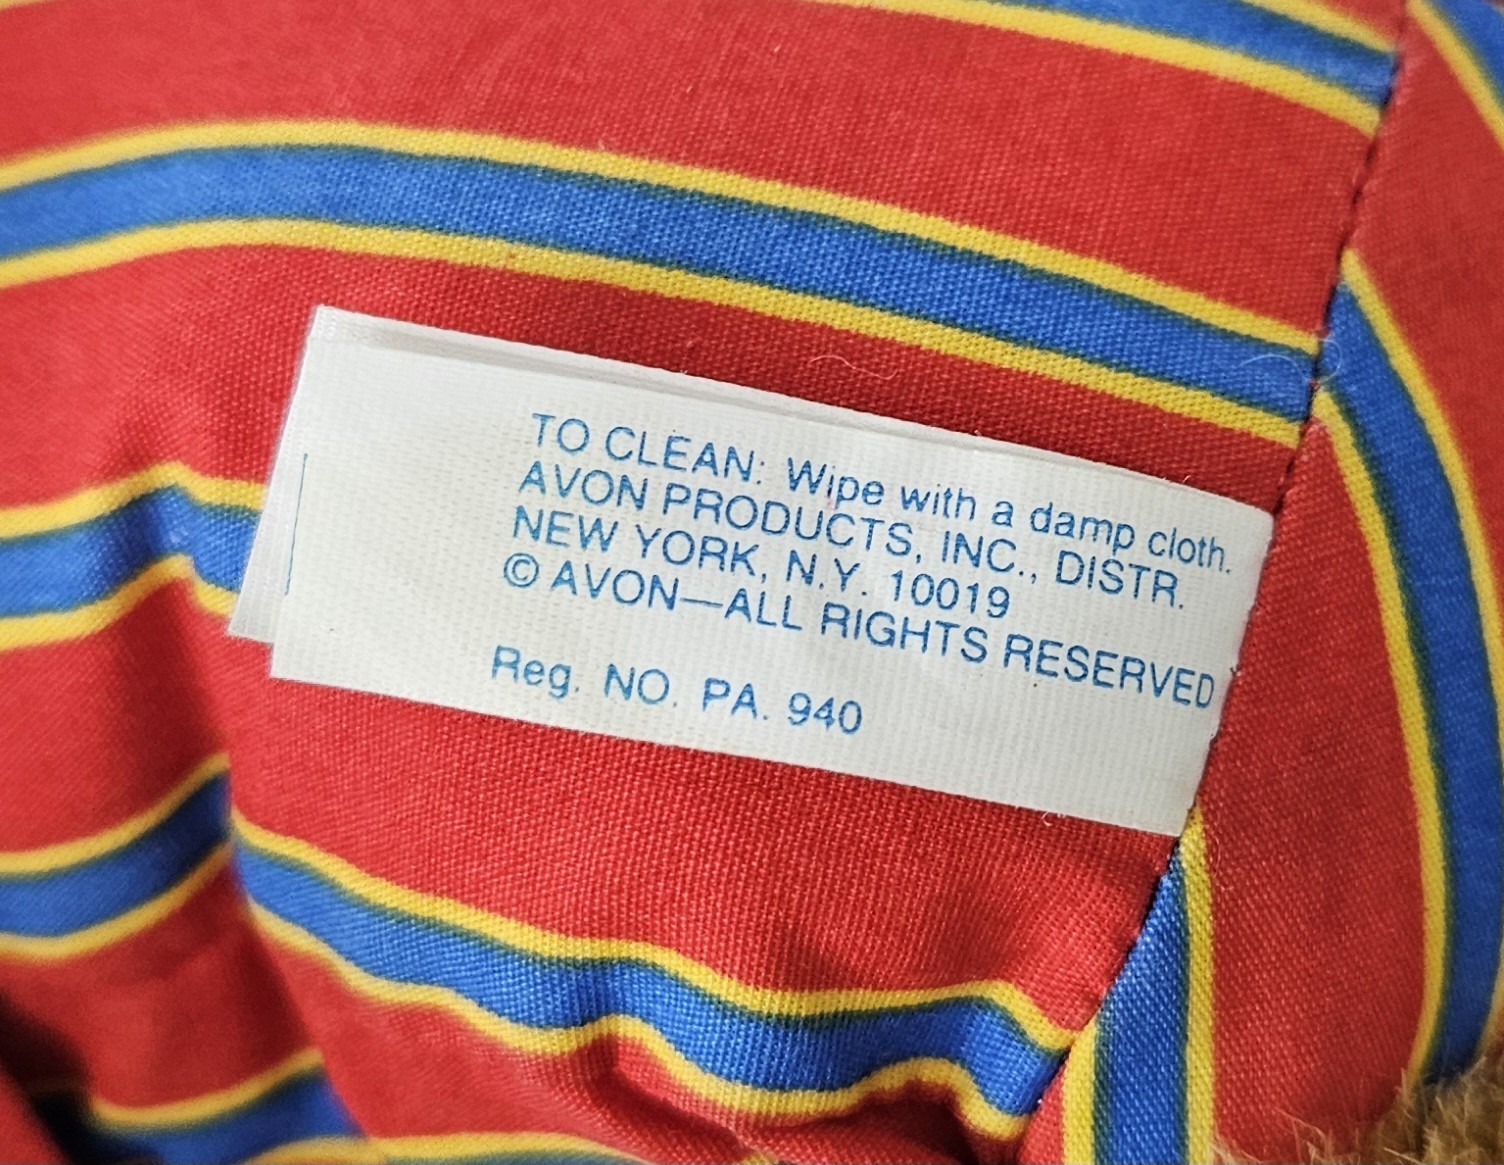 TO CLEAN: Wipe with a damp cloth.
AVON PRODUCTS, INC., DISTR.
NEW YORK, N.Y. 10019
© AVON—ALL RIGHTS RESERVED
Reg. NO. PA. 940